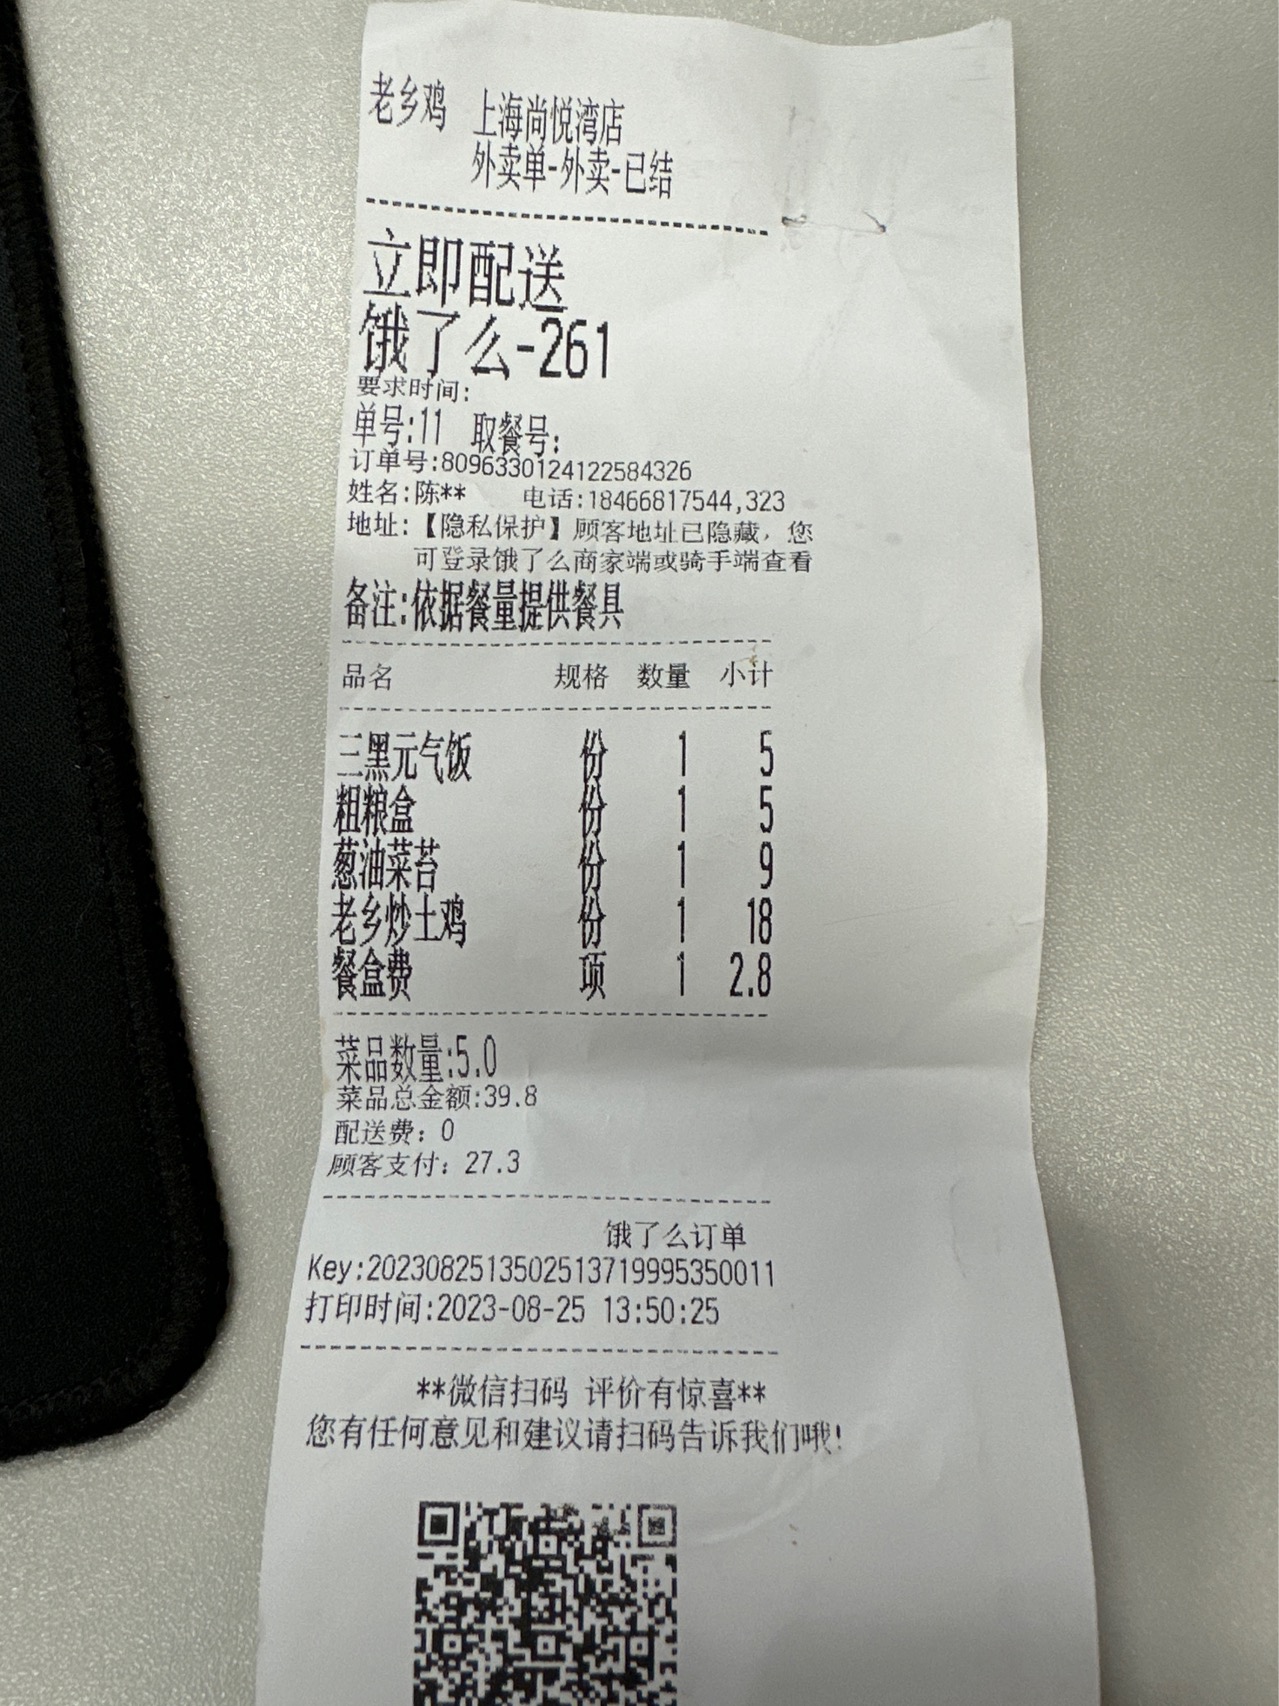 老乡鸡 上海尚悦湾店
外卖单-外卖-已结
立即配送
饿了么-261
要求时间:
单号:11 取餐号:
订单号:8096330124122584326
姓名:陈** 电话:18466817544,323
地址:【隐私保护】顾客地址已隐藏，您
可登录饿了么商家端或骑手端查看
备注:依据餐量提供餐具
品名 规格 数量 小计
三黑元气饭 份 1 5
粗粮盒 份 1 5
葱油菜苔 份 1 9
老乡炒土鸡 份 1 18
餐盒费 项 1 2.8
菜品数量:5.0
菜品总金额:39.8
配送费：0
顾客支付：27.3
饿了么订单
Key:20230825135025137199953500​11
打印时间:2023-08-25 13:50:25
**微信扫码 评价有惊喜**
您有任何意见和建议请扫码告诉我们哦!